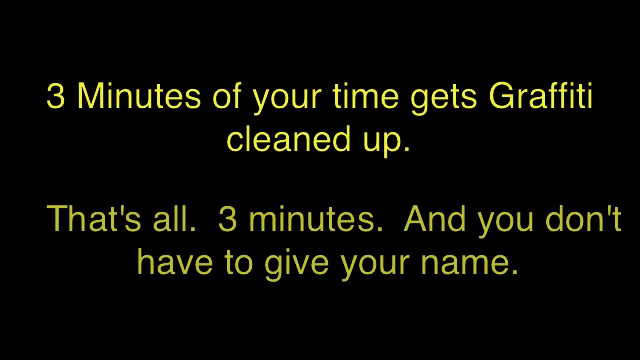 3 Minutes of your time gets Graffiti
cleaned up.
That's all.  3 minutes.  And you don't
have to give your name.